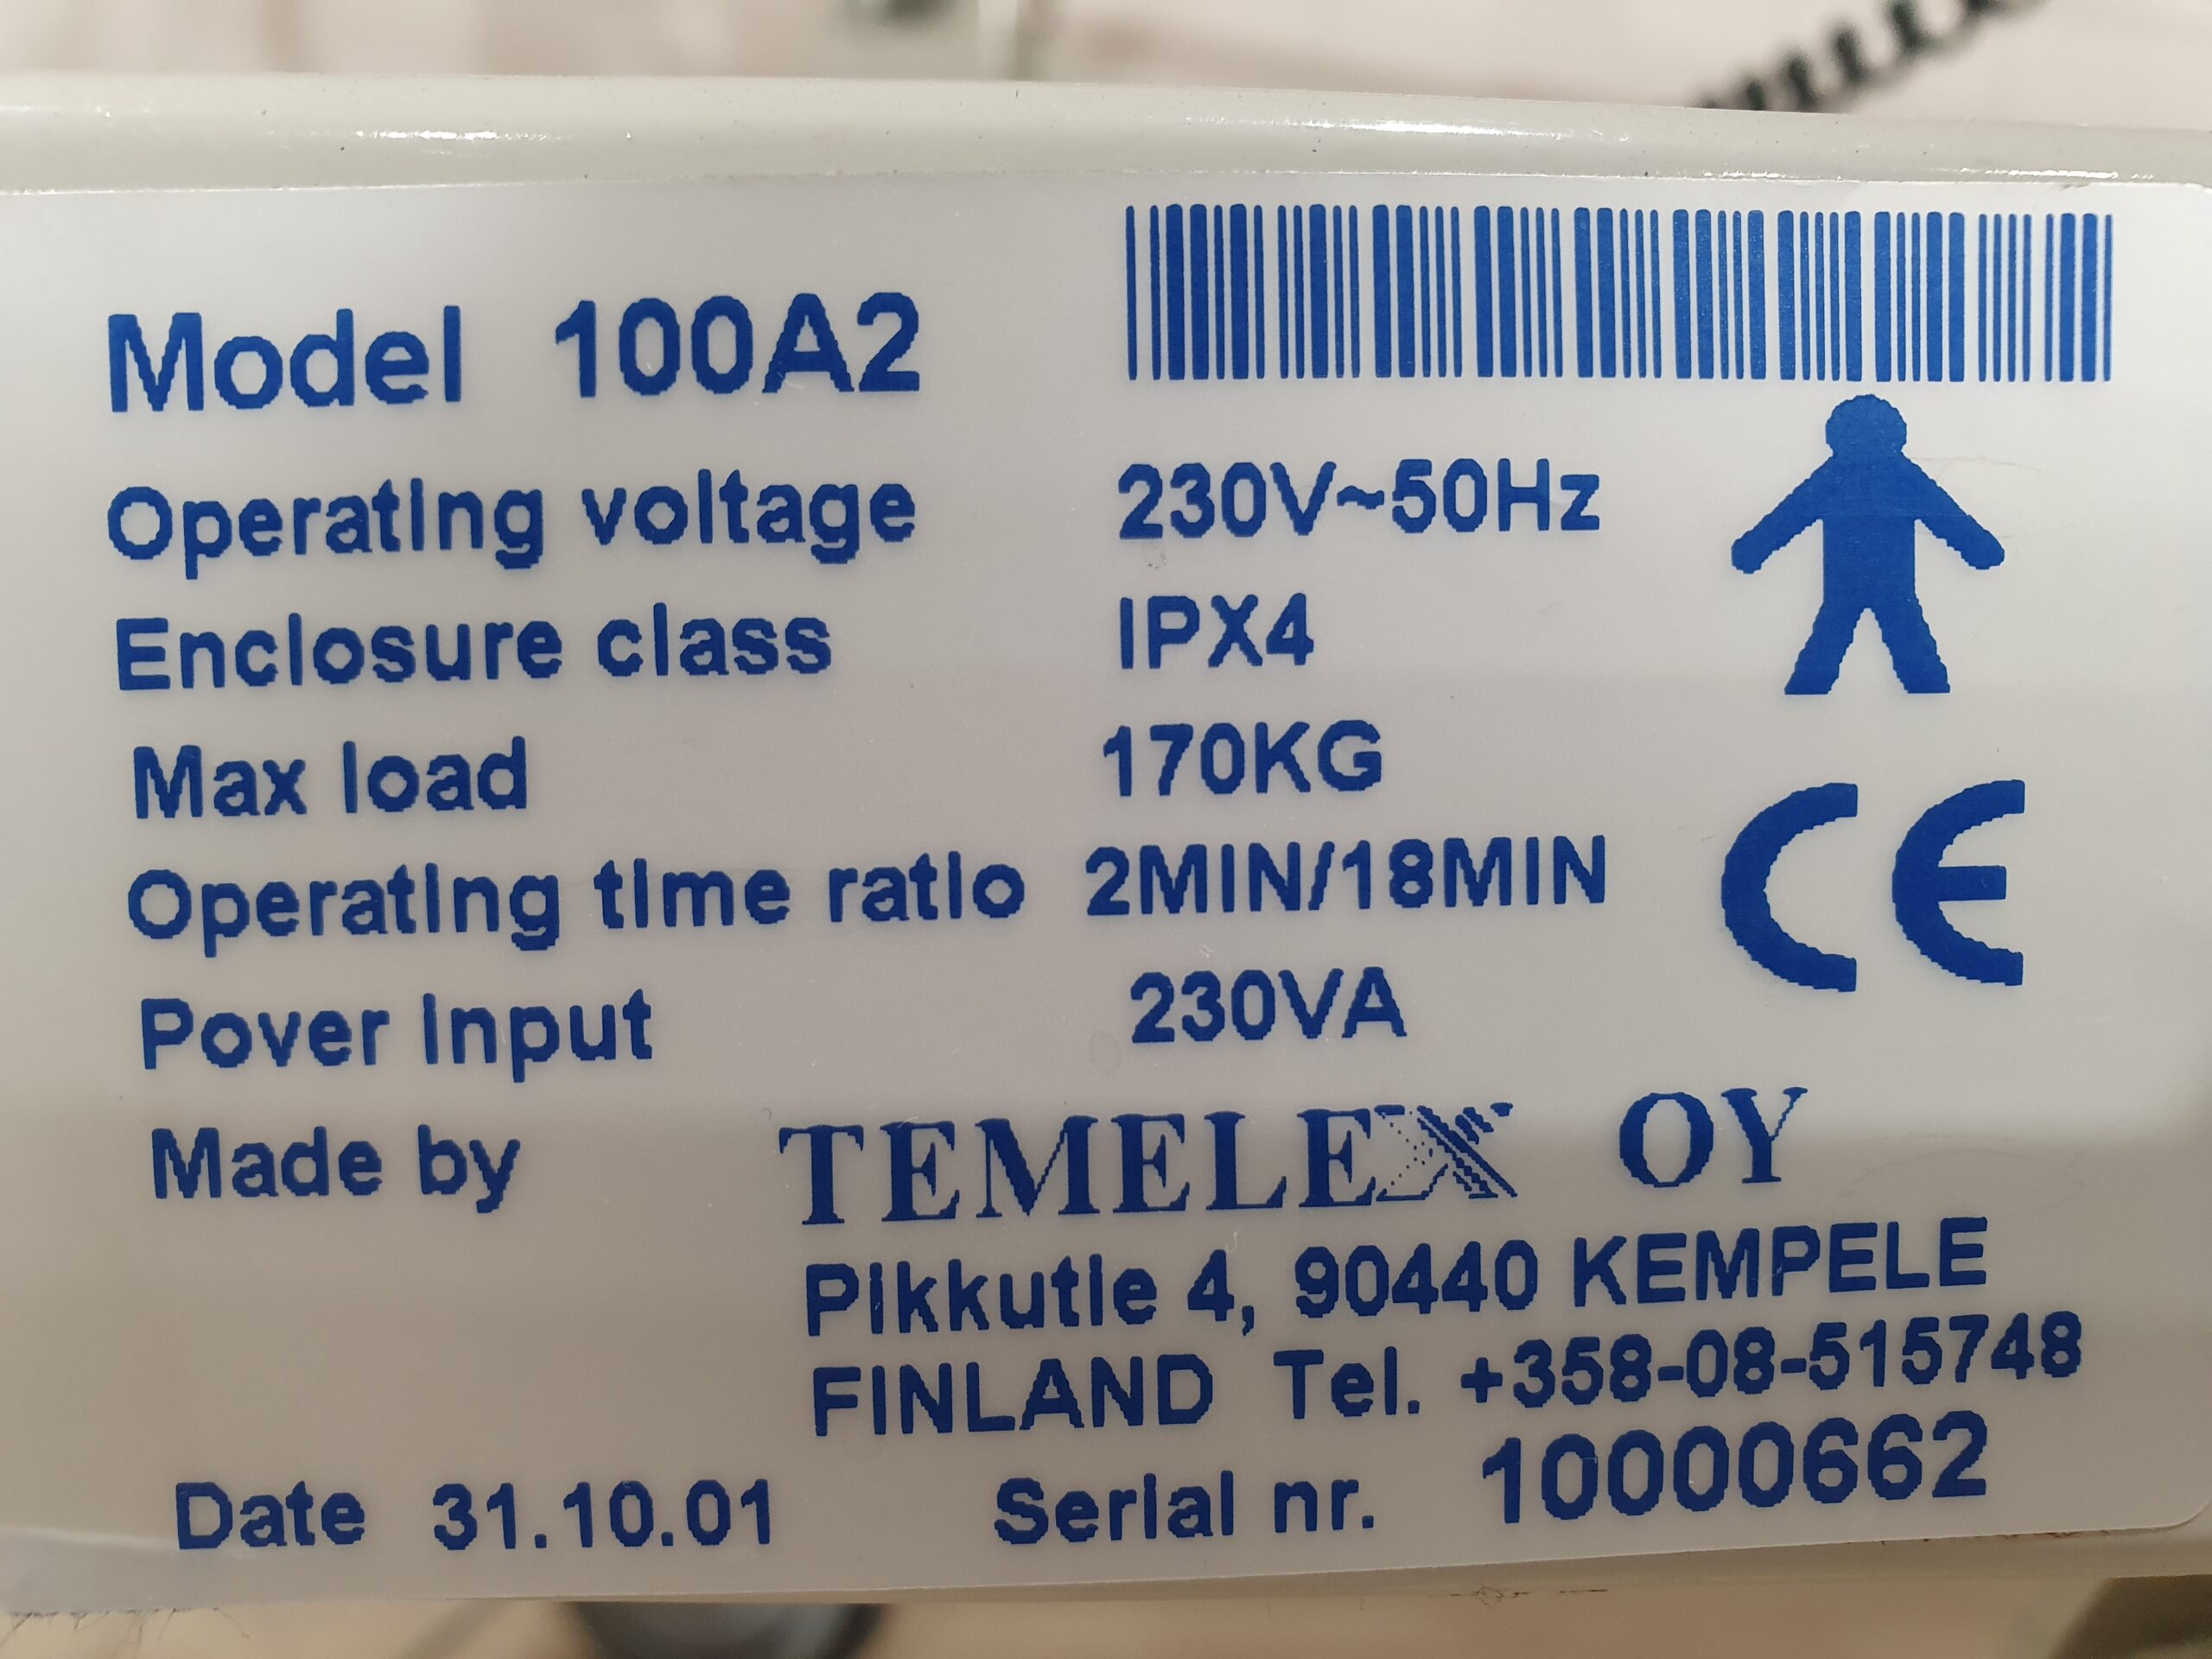 Model 100A2
Operating voltage 230V~50Hz
Enclosure class IPX4
Max load 170KG
Operating time ratio 2MIN/18MIN
Pover input 230VA
Made by TEMELEX OY
Pikkutie 4, 90440 KEMPELE
FINLAND Tel. +358-08-515748
Date 31.10.01 Serial nr. 10000662
CE